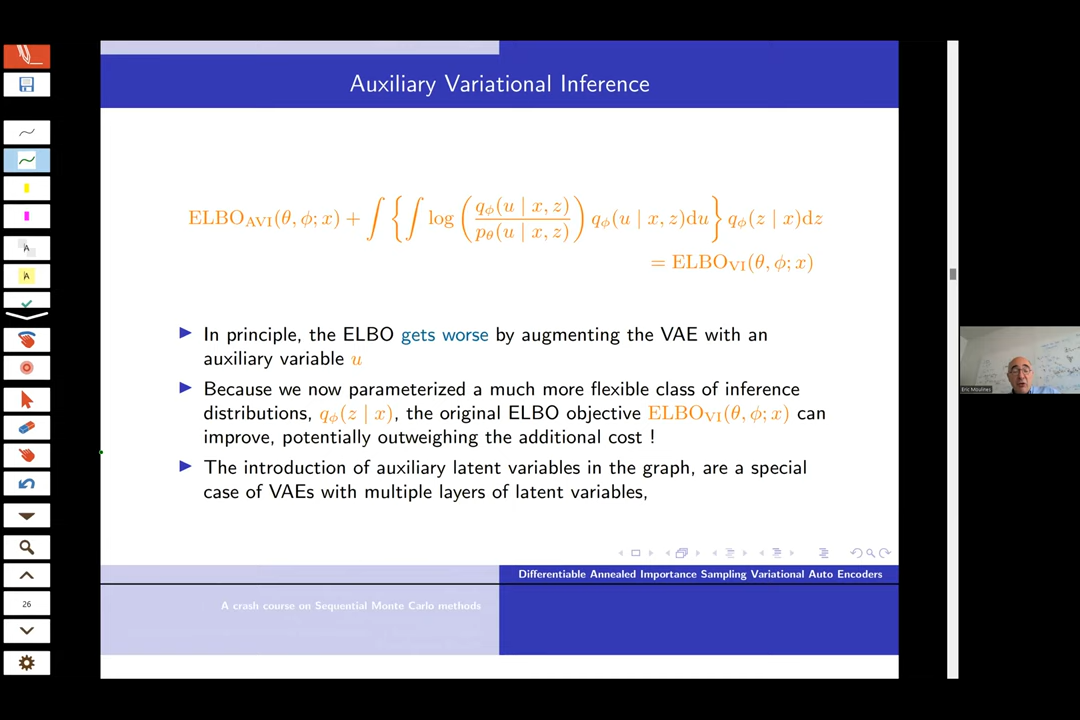 Auxiliary Variational Inference
ELBO_AVI(θ, ϕ; x) + ∫ { ∫ log ( q_ϕ(u | x, z) / p_θ(u | x, z) ) q_ϕ(u | x, z)du } q_ϕ(z | x)dz
= ELBO_VI(θ, ϕ; x)
In principle, the ELBO gets worse by augmenting the VAE with an
auxiliary variable u
Because we now parameterized a much more flexible class of inference
distributions, q_ϕ(z | x), the original ELBO objective ELBO_VI(θ, ϕ; x) can
improve, potentially outweighing the additional cost !
The introduction of auxiliary latent variables in the graph, are a special
case of VAEs with multiple layers of latent variables,
Differentiable Annealed Importance Sampling Variational Auto Encoders
A crash course on Sequential Monte Carlo methods
A
A
26
Eric Moulines